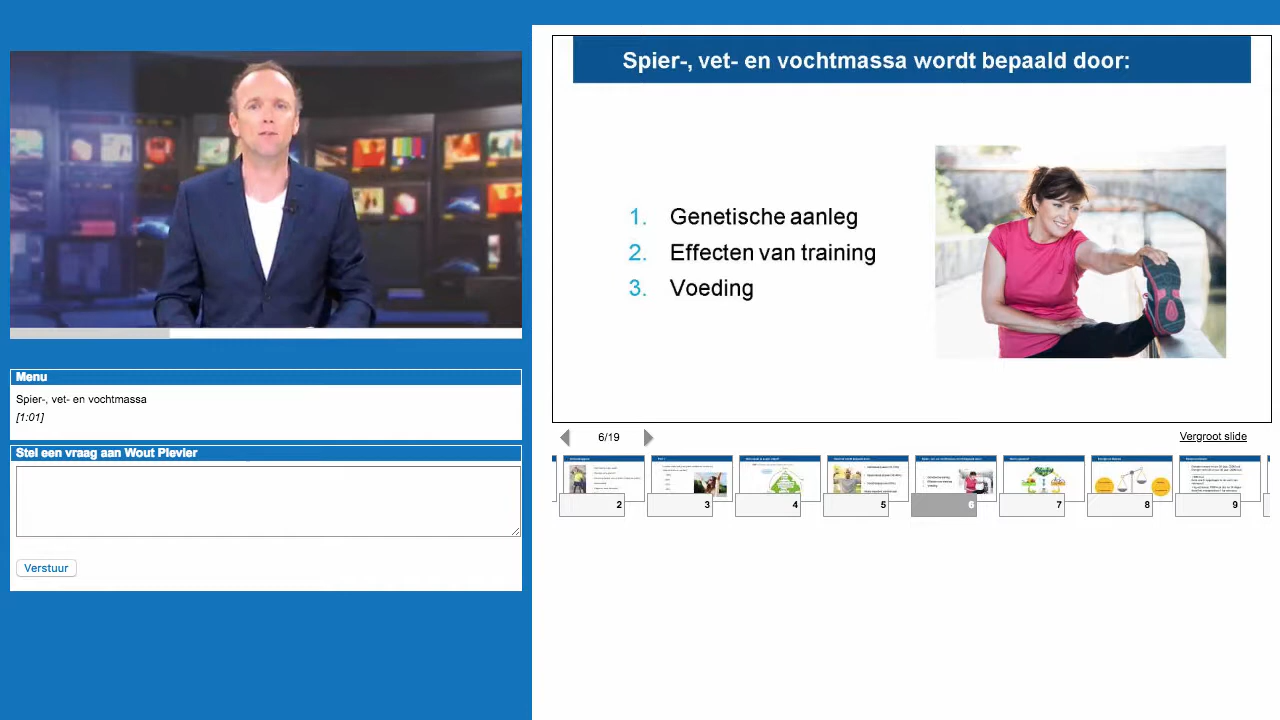 Spier-, vet- en vochtmassa wordt bepaald door:
1. Genetische aanleg
2. Effecten van training
3. Voeding
Menu
Spier-, vet- en vochtmassa
[1:01]
Stel een vraag aan Wout Plevier
Verstuur
6/19
Vergroot slide
2
3
4
5
6
7
8
9